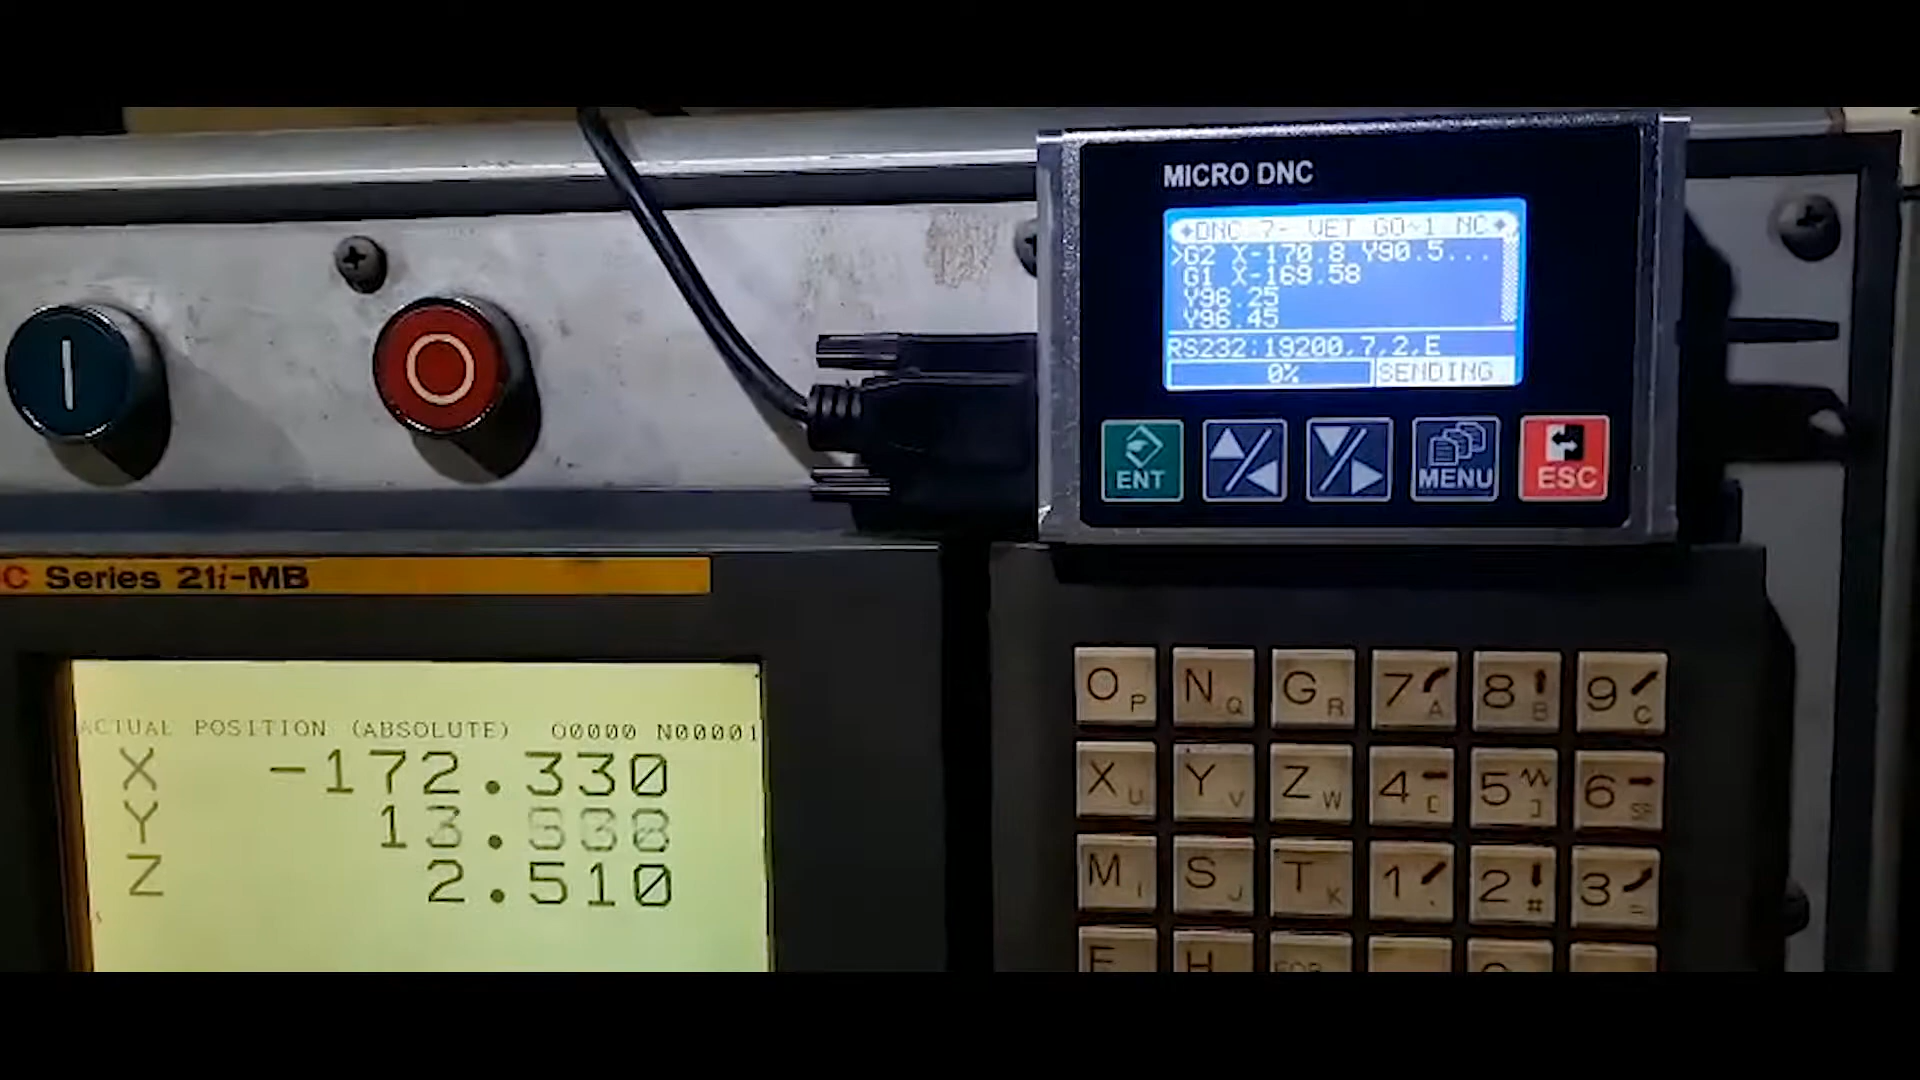 MICRO DNC
DNC 7- VET GO~1 NC
>G2 X-170.8 Y90.5...
G1 X-169.58
Y96.25
Y96.45
RS232:19200,7,2,E
0% SENDING
ENT
MENU
ESC
C Series 21i-MB
ACTUAL POSITION (ABSOLUTE) O0000 N00001
X -172.330
Y
Z 2.510
O P N Q G R 7 A 8 B 9 C
X U Y V Z W 4 [ 5 ] 6 SP
M I S J T K 1 , 2 # 3 =
F H EOB